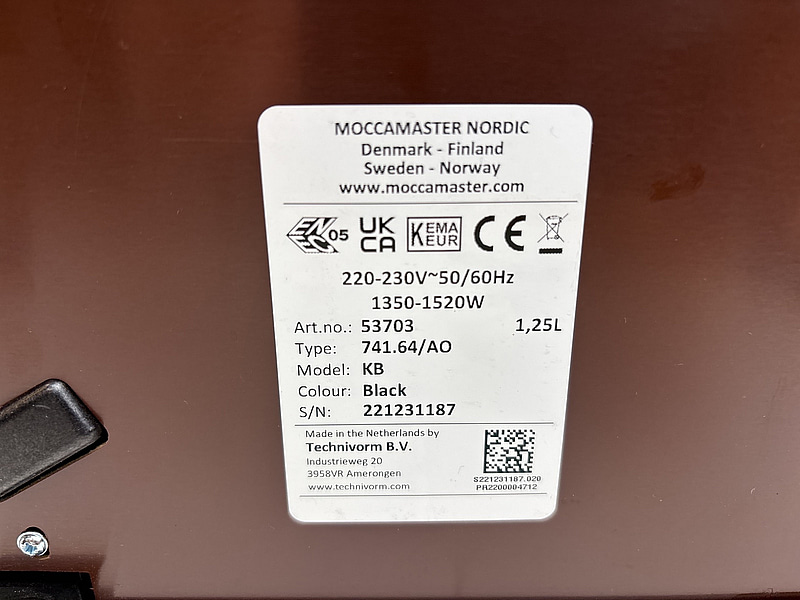 MOCCAMASTER NORDIC
Denmark - Finland
Sweden - Norway
www.moccamaster.com
ENEC 05 UK CA KEMA KEUR CE
220-230V~50/60Hz
1350-1520W
Art.no.: 53703 1,25L
Type: 741.64/AO
Model: KB
Colour: Black
S/N: 221231187
Made in the Netherlands by
Technivorm B.V.
Industrieweg 20
3958VR Amerongen
www.technivorm.com
S221231187.020
PR2200004712